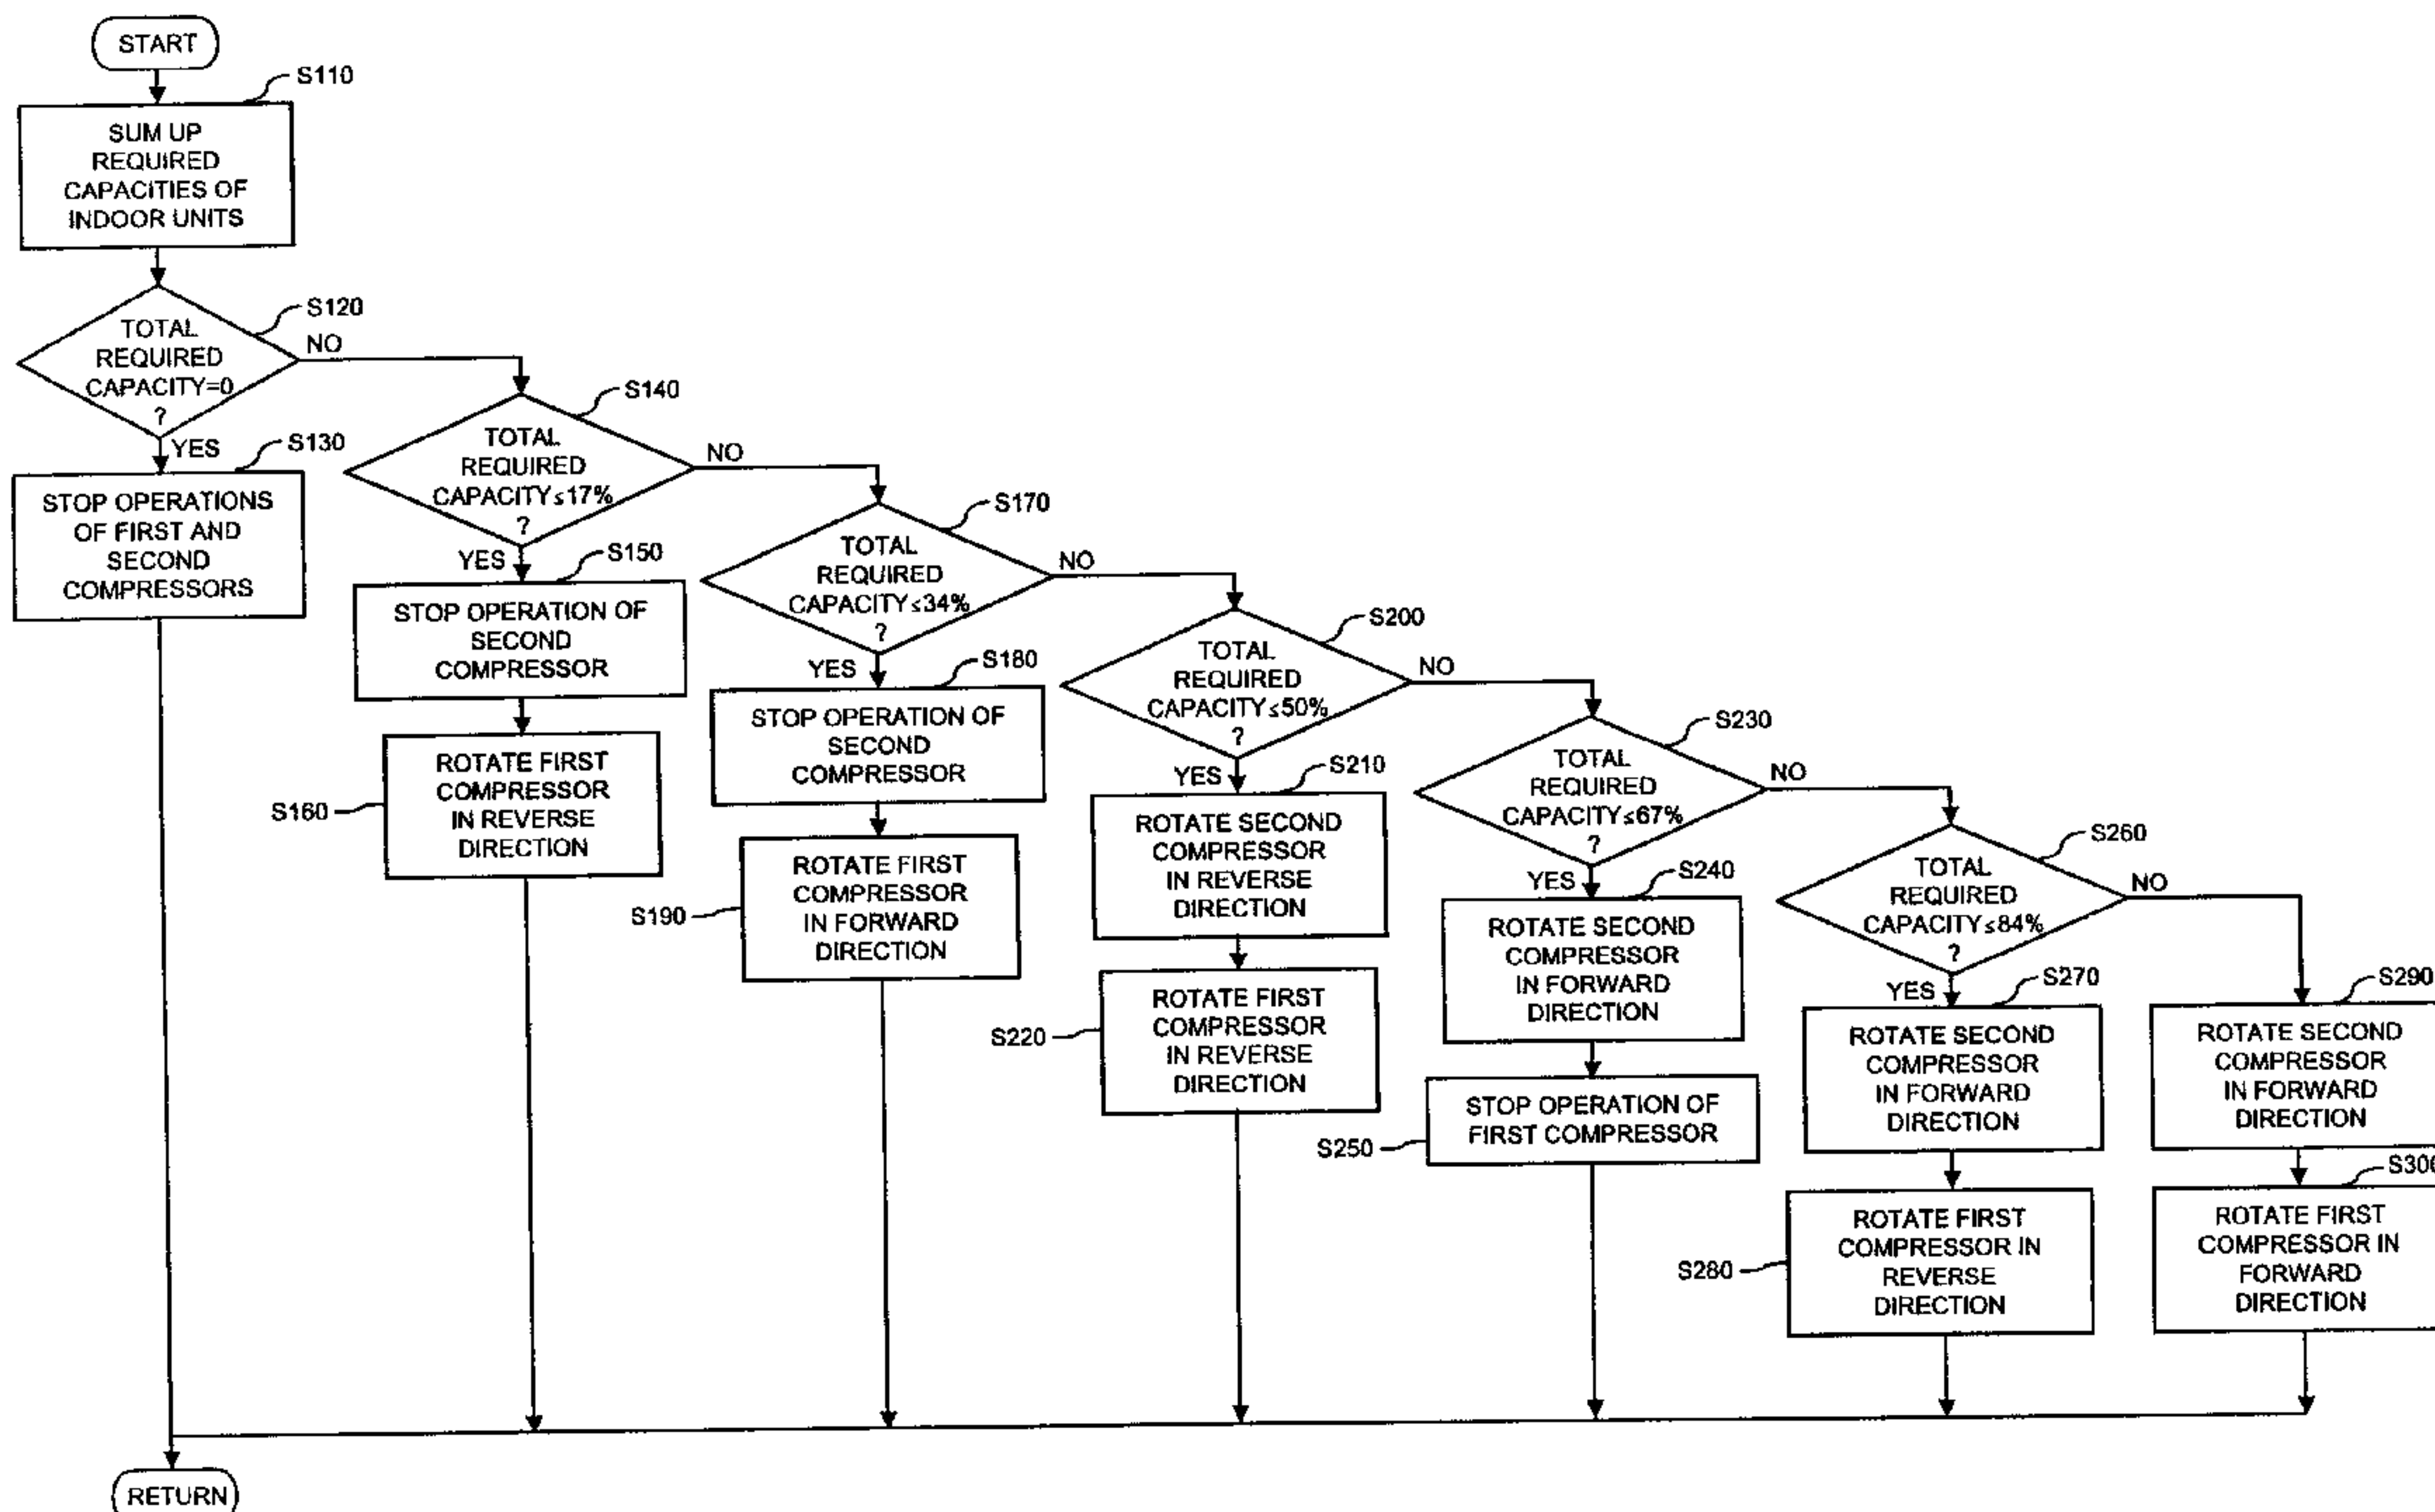 START
S110
SUM UP
REQUIRED
CAPACITIES OF
INDOOR UNITS
S120
TOTAL
REQUIRED
CAPACITY=0
?
NO
YES
S130
STOP OPERATIONS
OF FIRST AND
SECOND
COMPRESSORS
S140
TOTAL
REQUIRED
CAPACITY≤17%
?
NO
YES
S150
STOP OPERATION OF
SECOND
COMPRESSOR
S160
ROTATE FIRST
COMPRESSOR
IN REVERSE
DIRECTION
S170
TOTAL
REQUIRED
CAPACITY≤34%
?
NO
YES
S180
STOP OPERATION OF
SECOND
COMPRESSOR
S190
ROTATE FIRST
COMPRESSOR
IN FORWARD
DIRECTION
S200
TOTAL
REQUIRED
CAPACITY≤50%
?
NO
YES
S210
ROTATE SECOND
COMPRESSOR
IN REVERSE
DIRECTION
S220
ROTATE FIRST
COMPRESSOR
IN REVERSE
DIRECTION
S230
TOTAL
REQUIRED
CAPACITY≤67%
?
NO
YES
S240
ROTATE SECOND
COMPRESSOR
IN FORWARD
DIRECTION
S250
STOP OPERATION OF
FIRST COMPRESSOR
S260
TOTAL
REQUIRED
CAPACITY≤84%
?
NO
YES
S270
ROTATE SECOND
COMPRESSOR
IN FORWARD
DIRECTION
S280
ROTATE FIRST
COMPRESSOR IN
REVERSE
DIRECTION
S290
ROTATE SECOND
COMPRESSOR
IN FORWARD
DIRECTION
S300
ROTATE FIRST
COMPRESSOR IN
FORWARD
DIRECTION
RETURN